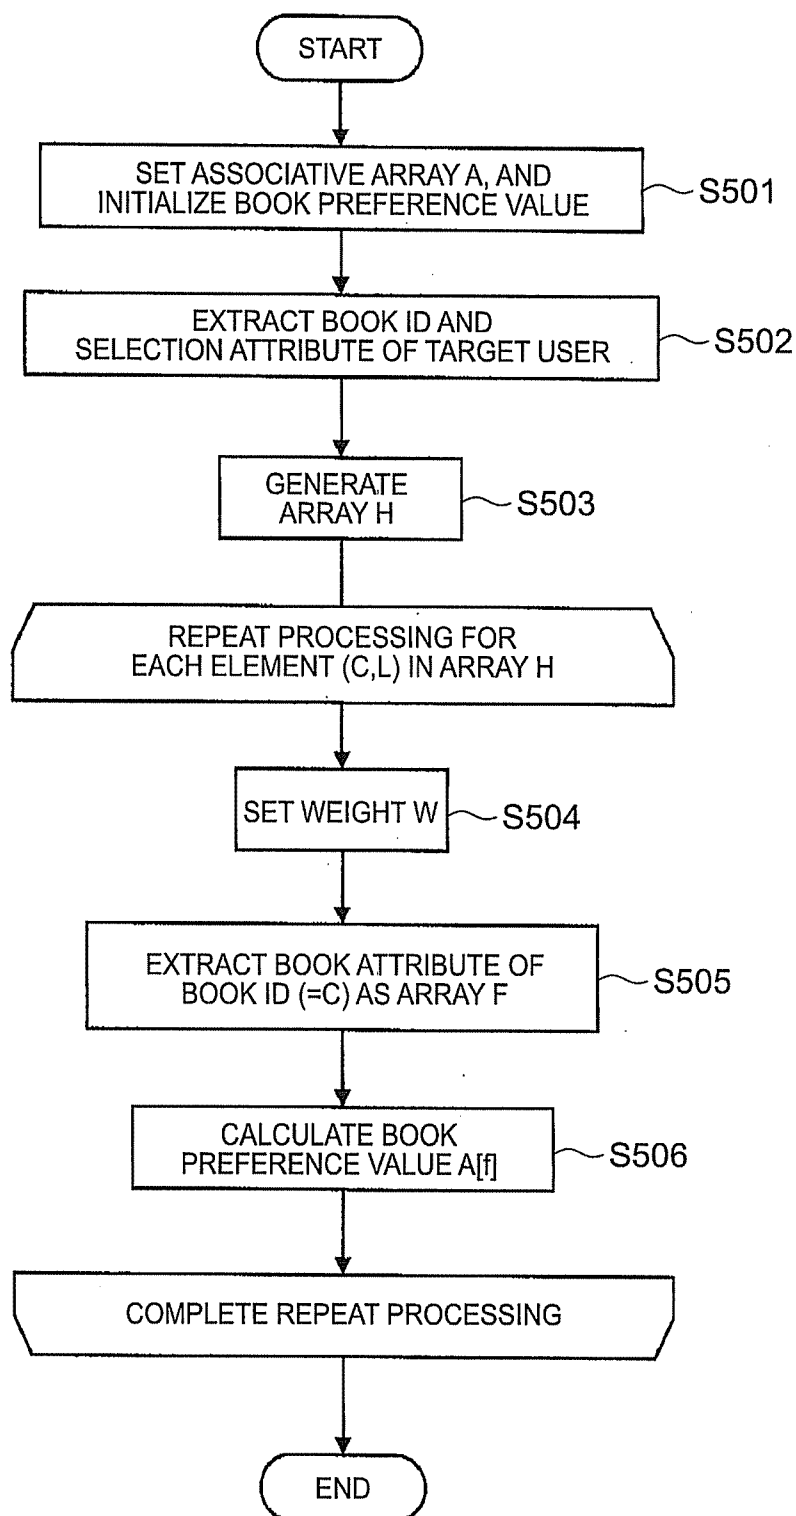 START
SET ASSOCIATIVE ARRAY A, AND
INITIALIZE BOOK PREFERENCE VALUE
S501
EXTRACT BOOK ID AND
SELECTION ATTRIBUTE OF TARGET USER
S502
GENERATE
ARRAY H
S503
REPEAT PROCESSING FOR
EACH ELEMENT (C,L) IN ARRAY H
SET WEIGHT W
S504
EXTRACT BOOK ATTRIBUTE OF
BOOK ID (=C) AS ARRAY F
S505
CALCULATE BOOK
PREFERENCE VALUE A[f]
S506
COMPLETE REPEAT PROCESSING
END